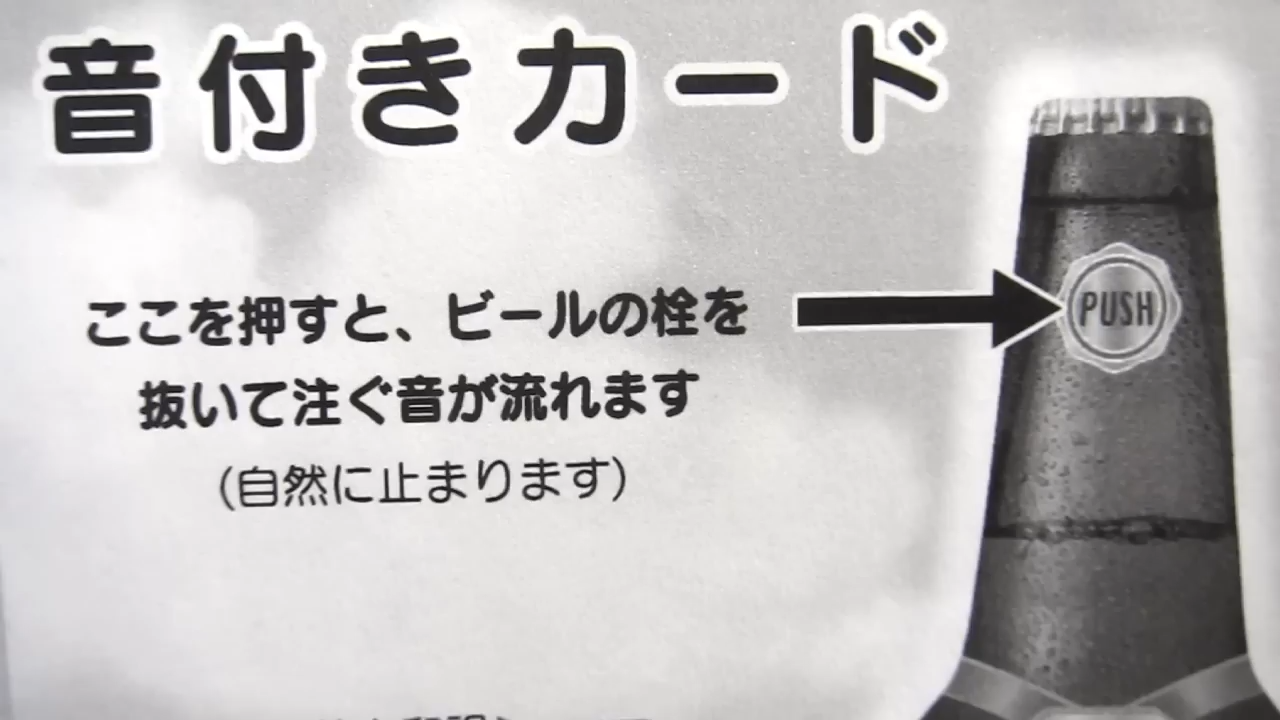 音付きカード
ここを押すと、ビールの栓を
抜いて注ぐ音が流れます
(自然に止まります)
PUSH